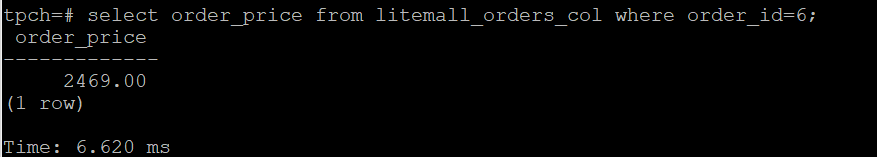 tpch=# select order_price from litemall_orders_col where order_id=6;
 order_price
-------------
     2469.00
(1 row)

Time: 6.620 ms